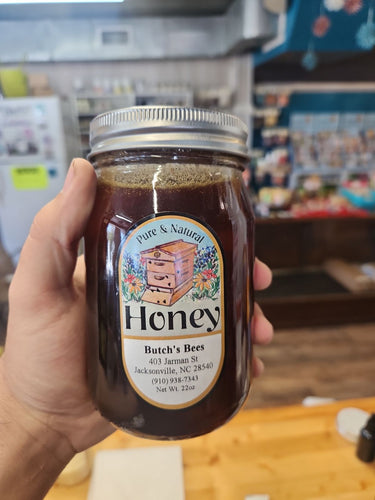 Pure & Natural
Honey
Butch's Bees
403 Jarman St
Jacksonville, NC 28540
(910) 938-7343
Net Wt. 22oz